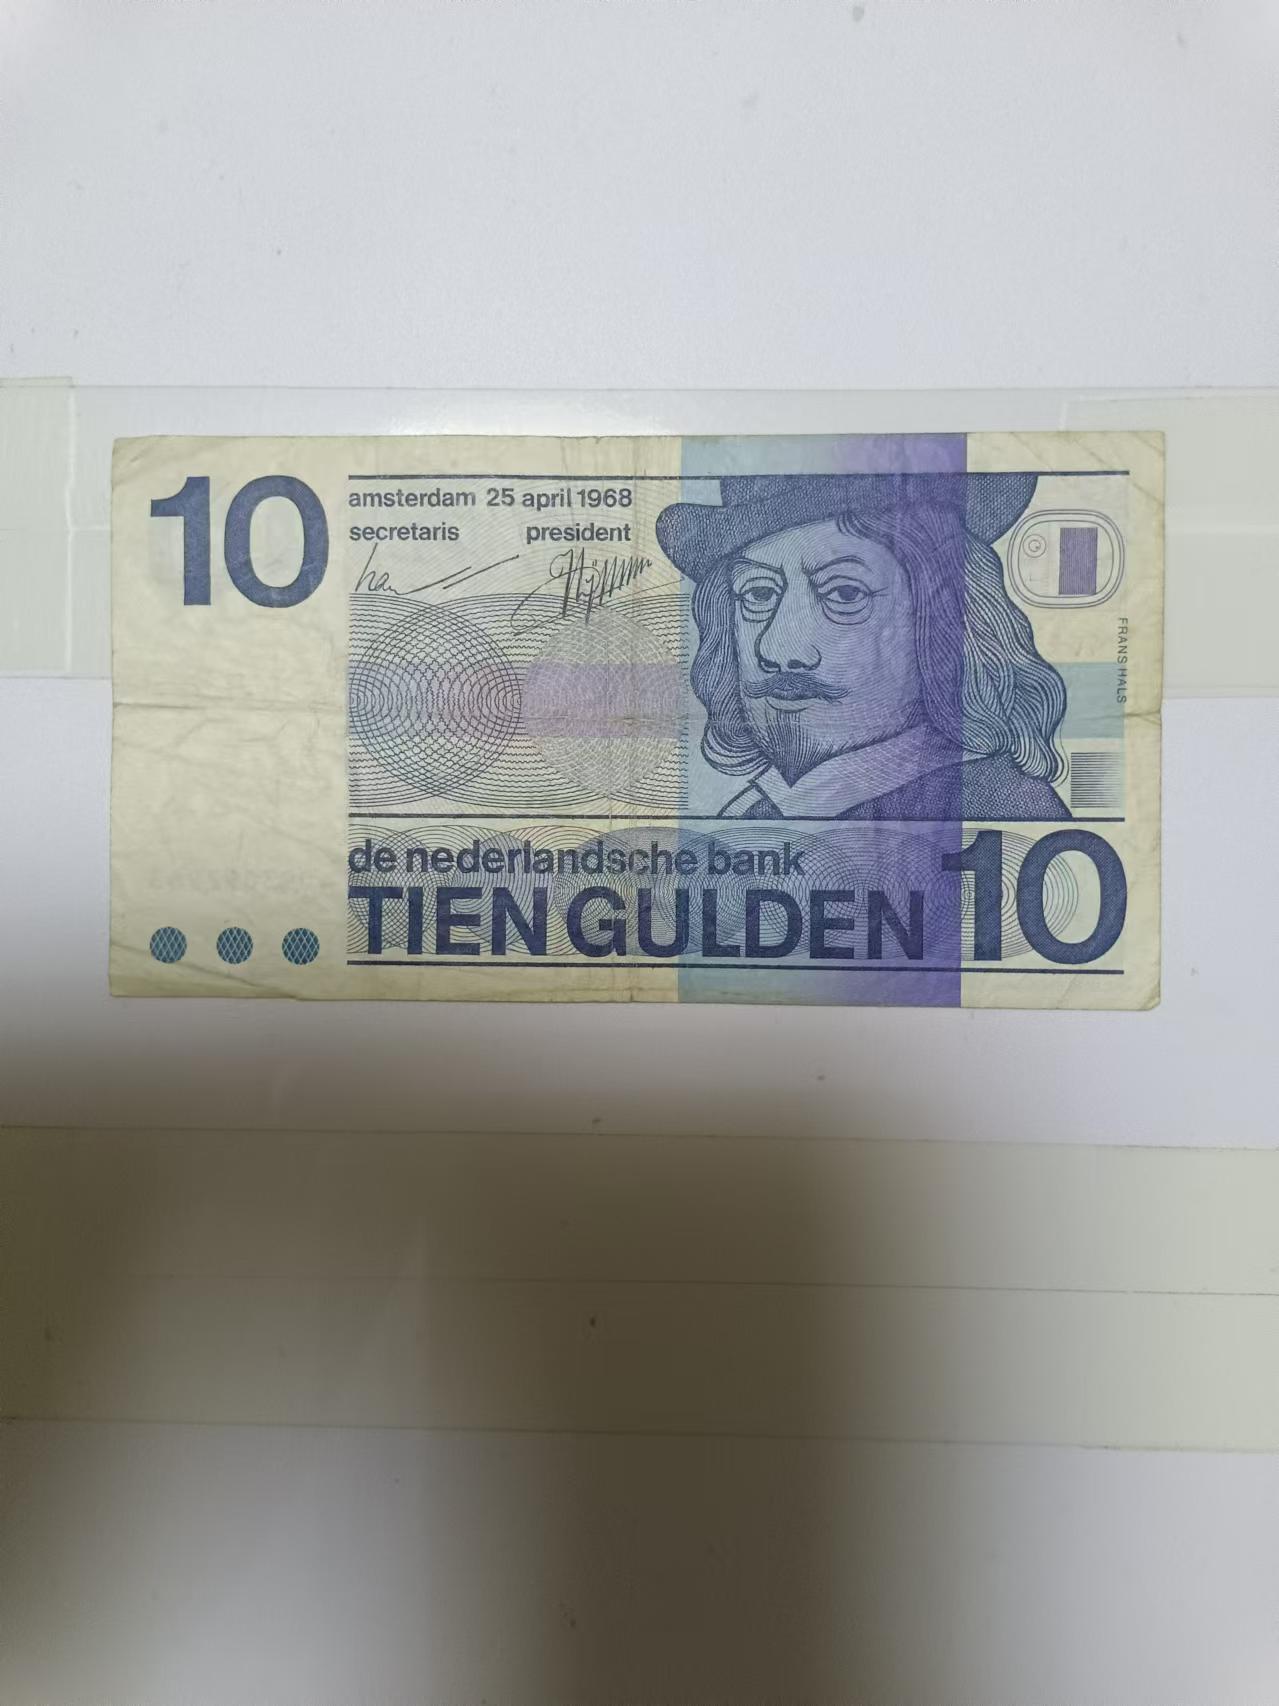 10
amsterdam 25 april 1968
secretaris president
FRANS HALS
de nederlandsche bank
TIEN GULDEN 10